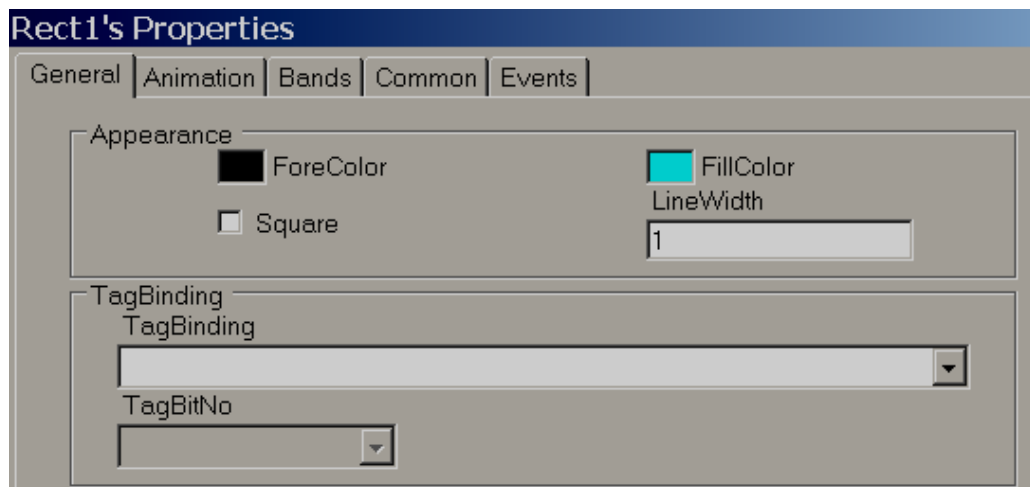 Rect1's Properties
General Animation Bands Common Events
Appearance
ForeColor FillColor
LineWidth
Square
1
TagBinding
TagBinding
TagBitNo